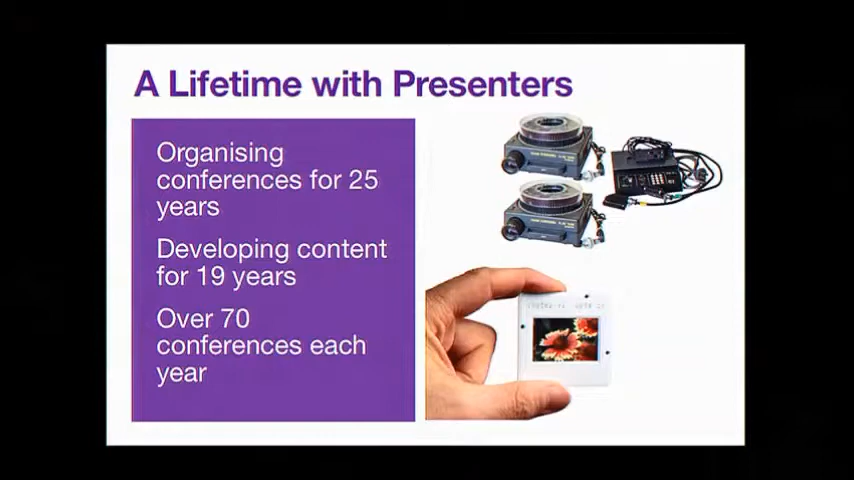 A Lifetime with Presenters
Organising
conferences for 25
years
Developing content
for 19 years
Over 70
conferences each
year